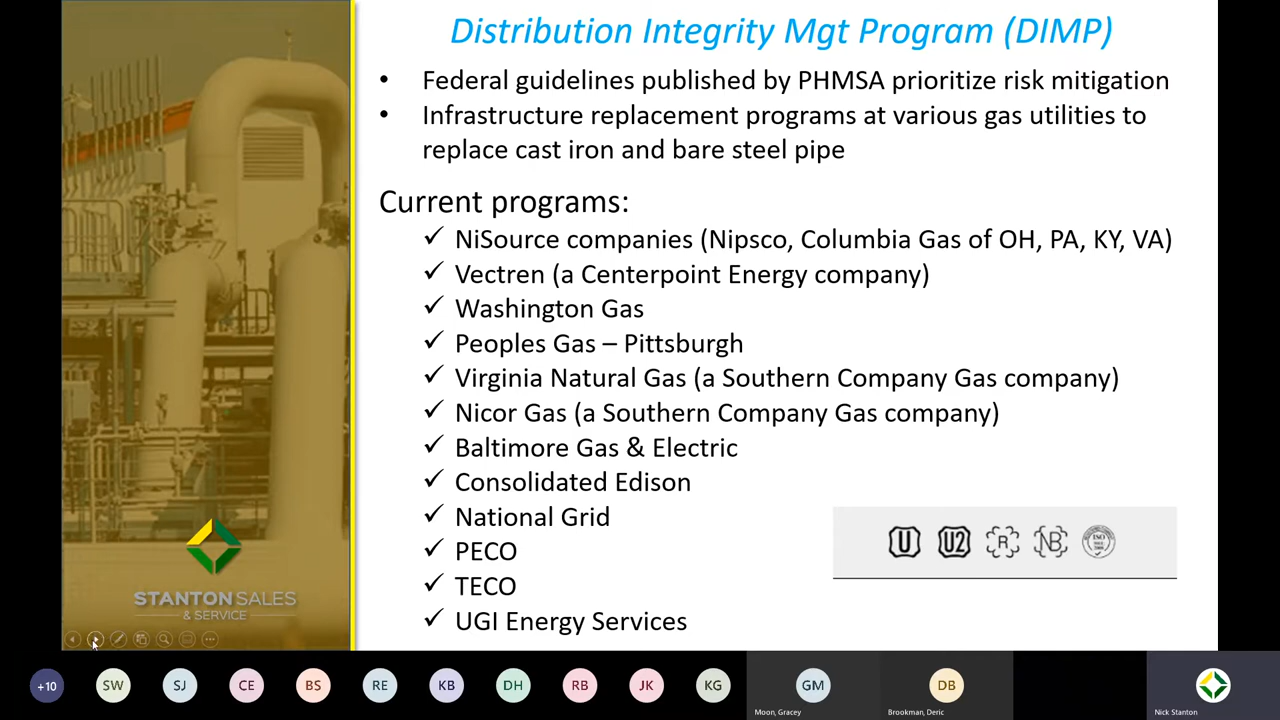 Distribution Integrity Mgt Program (DIMP)
• Federal guidelines published by PHMSA prioritize risk mitigation
• Infrastructure replacement programs at various gas utilities to
replace cast iron and bare steel pipe
Current programs:
✓ NiSource companies (Nipsco, Columbia Gas of OH, PA, KY, VA)
✓ Vectren (a Centerpoint Energy company)
✓ Washington Gas
✓ Peoples Gas – Pittsburgh
✓ Virginia Natural Gas (a Southern Company Gas company)
✓ Nicor Gas (a Southern Company Gas company)
✓ Baltimore Gas & Electric
✓ Consolidated Edison
✓ National Grid
✓ PECO
✓ TECO
✓ UGI Energy Services
U U2 R NB ISO
STANTON SALES
& SERVICE
+10 SW SJ CE BS RE KB DH RB JK KG GM DB
Moon, Gracey Brookman, Deric Nick Stanton